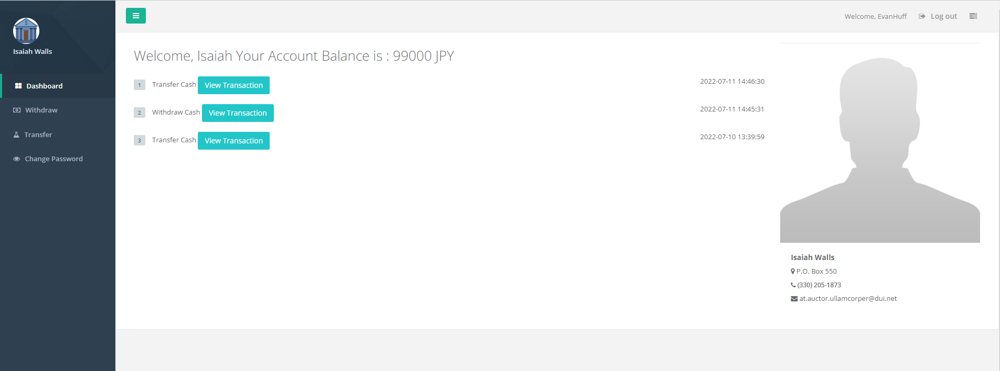 Isaiah Walls
Dashboard
Withdraw
Transfer
Change Password
Welcome, EvanHuff Log out
Welcome, Isaiah Your Account Balance is : 99000 JPY
1 Transfer Cash View Transaction 2022-07-11 14:46:30
2 Withdraw Cash View Transaction 2022-07-11 14:45:31
3 Transfer Cash View Transaction 2022-07-10 13:39:59
Isaiah Walls
P.O. Box 550
(330) 205-1873
at.auctor.ullamcorper@dui.net